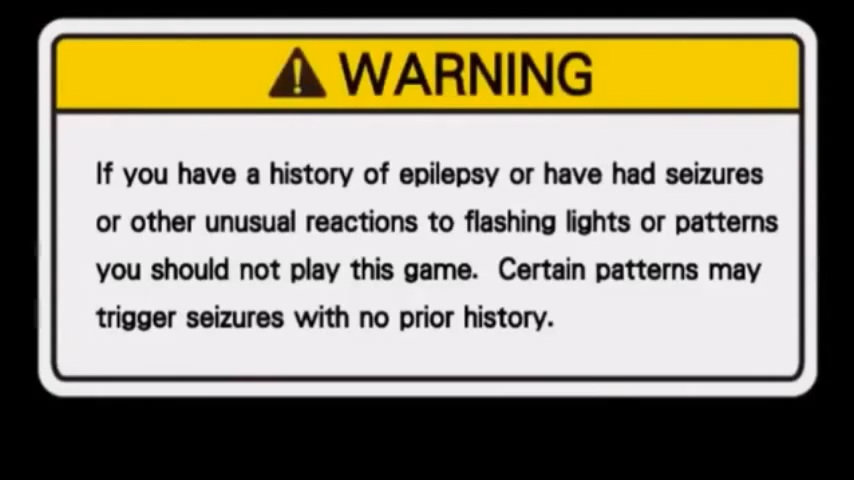 WARNING
If you have a history of epilepsy or have had seizures
or other unusual reactions to flashing lights or patterns
you should not play this game. Certain patterns may
trigger seizures with no prior history.